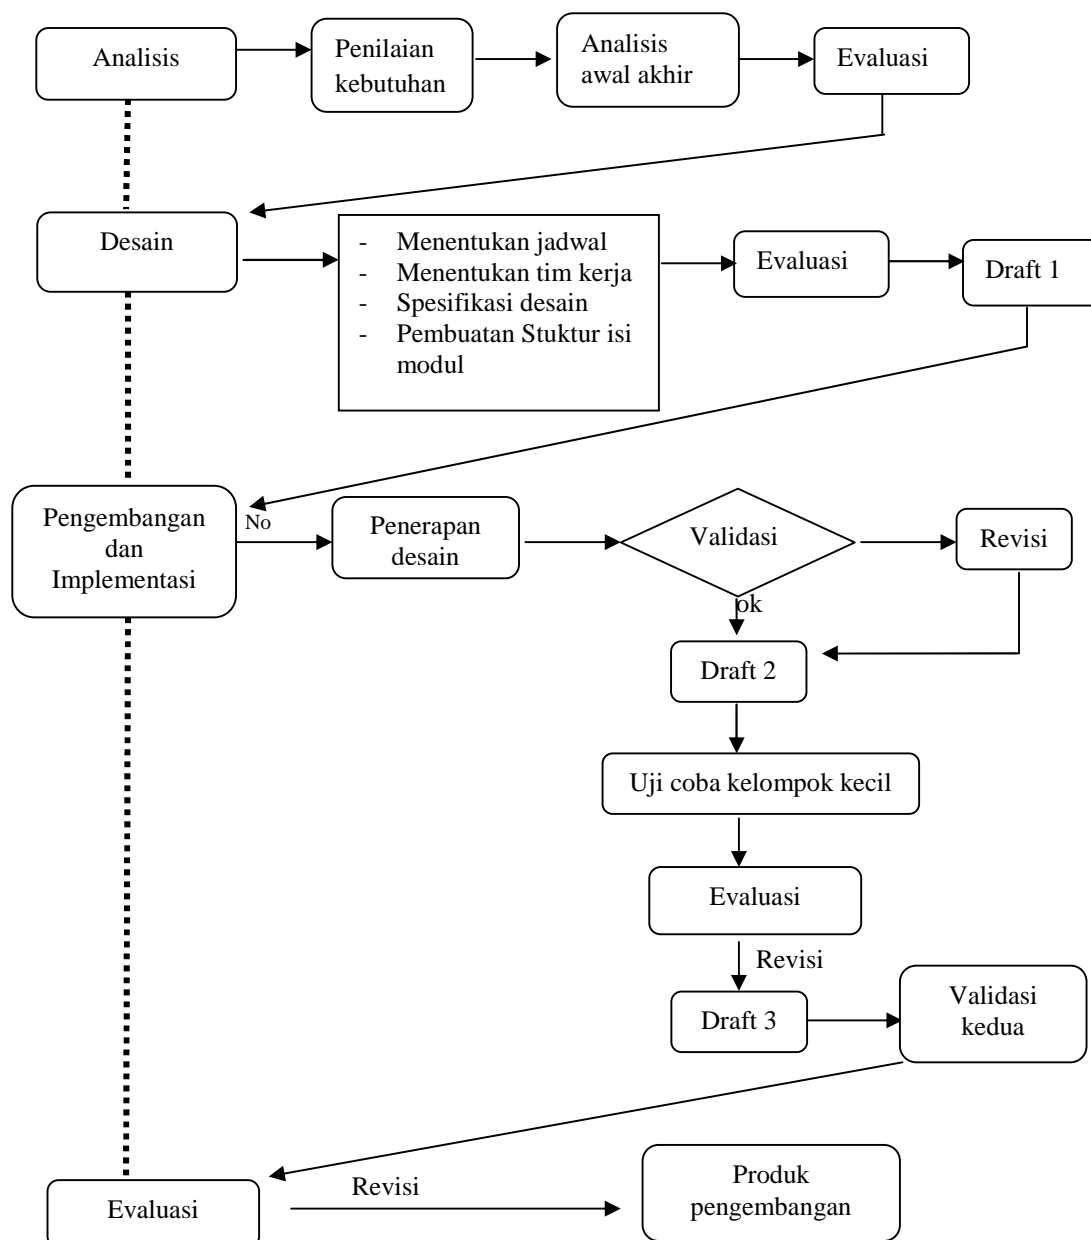 Analisis
Penilaian
kebutuhan
Analisis
awal akhir
Evaluasi
Desain
- Menentukan jadwal
- Menentukan tim kerja
- Spesifikasi desain
- Pembuatan Stuktur isi
modul
Evaluasi
Draft 1
Pengembangan
dan
Implementasi
No
Penerapan
desain
Validasi
Revisi
ok
Draft 2
Uji coba kelompok kecil
Evaluasi
Revisi
Draft 3
Validasi
kedua
Evaluasi
Revisi
Produk
pengembangan